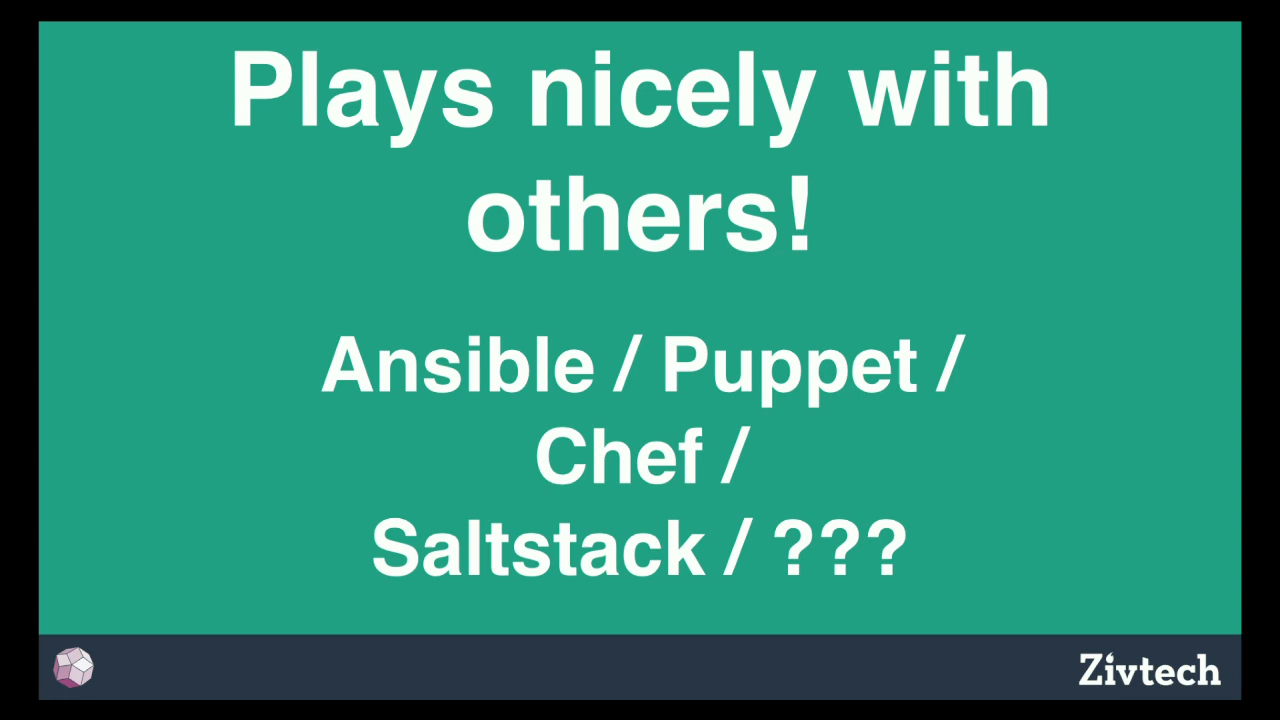 Plays nicely with
others!
Ansible / Puppet /
Chef /
Saltstack / ???
Zivtech